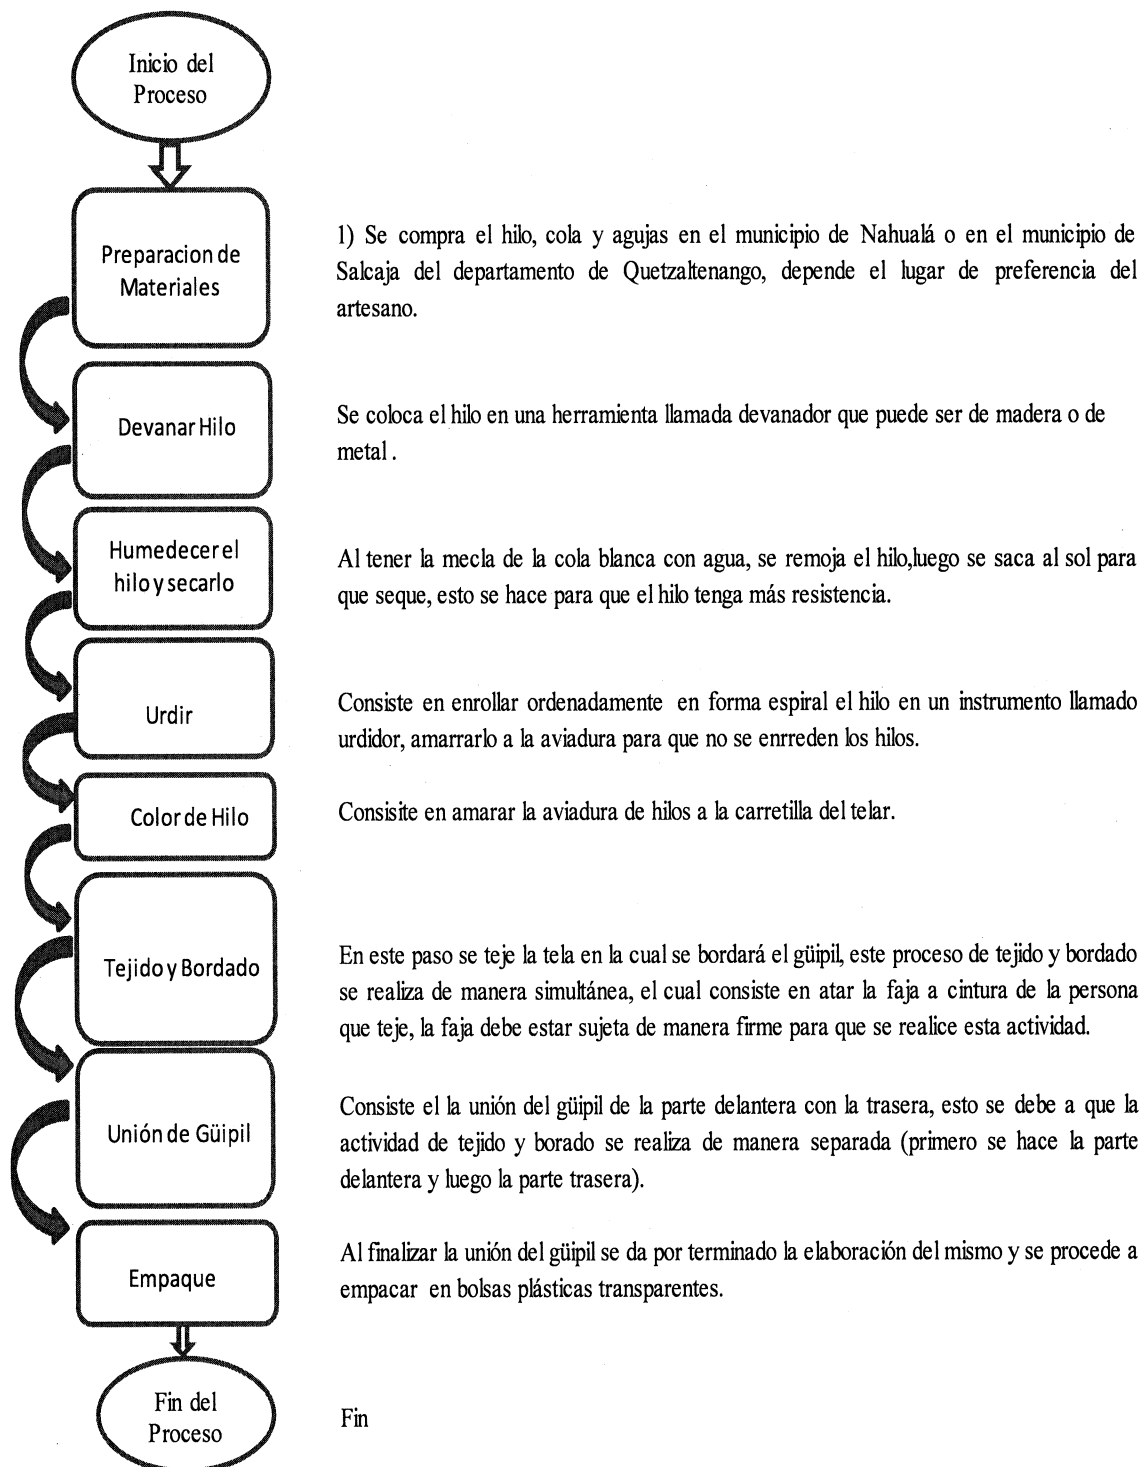 Inicio del
Proceso
Preparacion de
Materiales
1) Se compra el hilo, cola y agujas en el municipio de Nahualá o en el municipio de
Salcaja del departamento de Quetzaltenango, depende el lugar de preferencia del
artesano.
Devanar Hilo
Se coloca el hilo en una herramienta llamada devanador que puede ser de madera o de
metal .
Humedecer el
hilo y secarlo
Al tener la mecla de la cola blanca con agua, se remoja el hilo,luego se saca al sol para
que seque, esto se hace para que el hilo tenga más resistencia.
Urdir
Consiste en enrollar ordenadamente en forma espiral el hilo en un instrumento llamado
urdidor, amarrarlo a la aviadura para que no se enrreden los hilos.
Color de Hilo
Consisite en amarar la aviadura de hilos a la carretilla del telar.
Tejido y Bordado
En este paso se teje la tela en la cual se bordará el güipil, este proceso de tejido y bordado
se realiza de manera simultánea, el cual consiste en atar la faja a cintura de la persona
que teje, la faja debe estar sujeta de manera firme para que se realice esta actividad.
Unión de Güipil
Consiste el la unión del güipil de la parte delantera con la trasera, esto se debe a que la
actividad de tejido y borado se realiza de manera separada (primero se hace la parte
delantera y luego la parte trasera).
Empaque
Al finalizar la unión del güipil se da por terminado la elaboración del mismo y se procede a
empacar en bolsas plásticas transparentes.
Fin del
Proceso
Fin